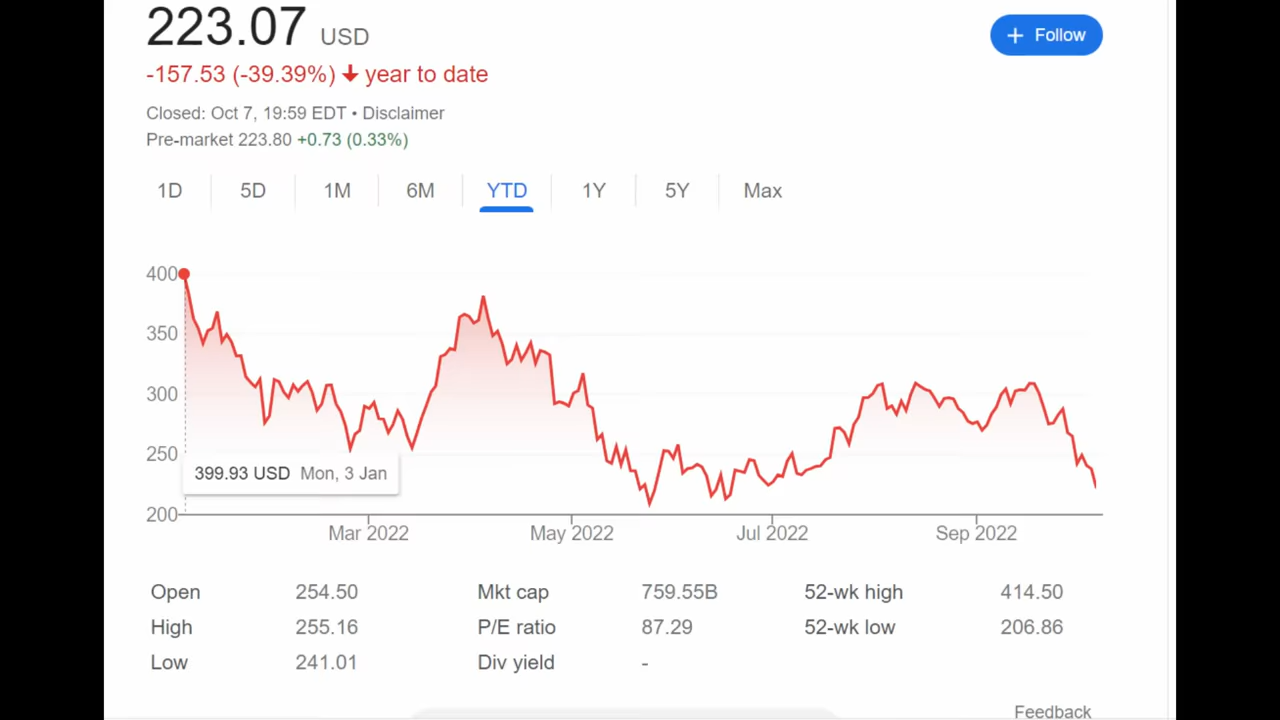 223.07 USD
+ Follow
-157.53 (-39.39%) ↓ year to date
Closed: Oct 7, 19:59 EDT • Disclaimer
Pre-market 223.80 +0.73 (0.33%)
1D 5D 1M 6M YTD 1Y 5Y Max
400
350
300
250
399.93 USD Mon, 3 Jan
200
Mar 2022 May 2022 Jul 2022 Sep 2022
Open 254.50 Mkt cap 759.55B 52-wk high 414.50
High 255.16 P/E ratio 87.29 52-wk low 206.86
Low 241.01 Div yield -
Feedback